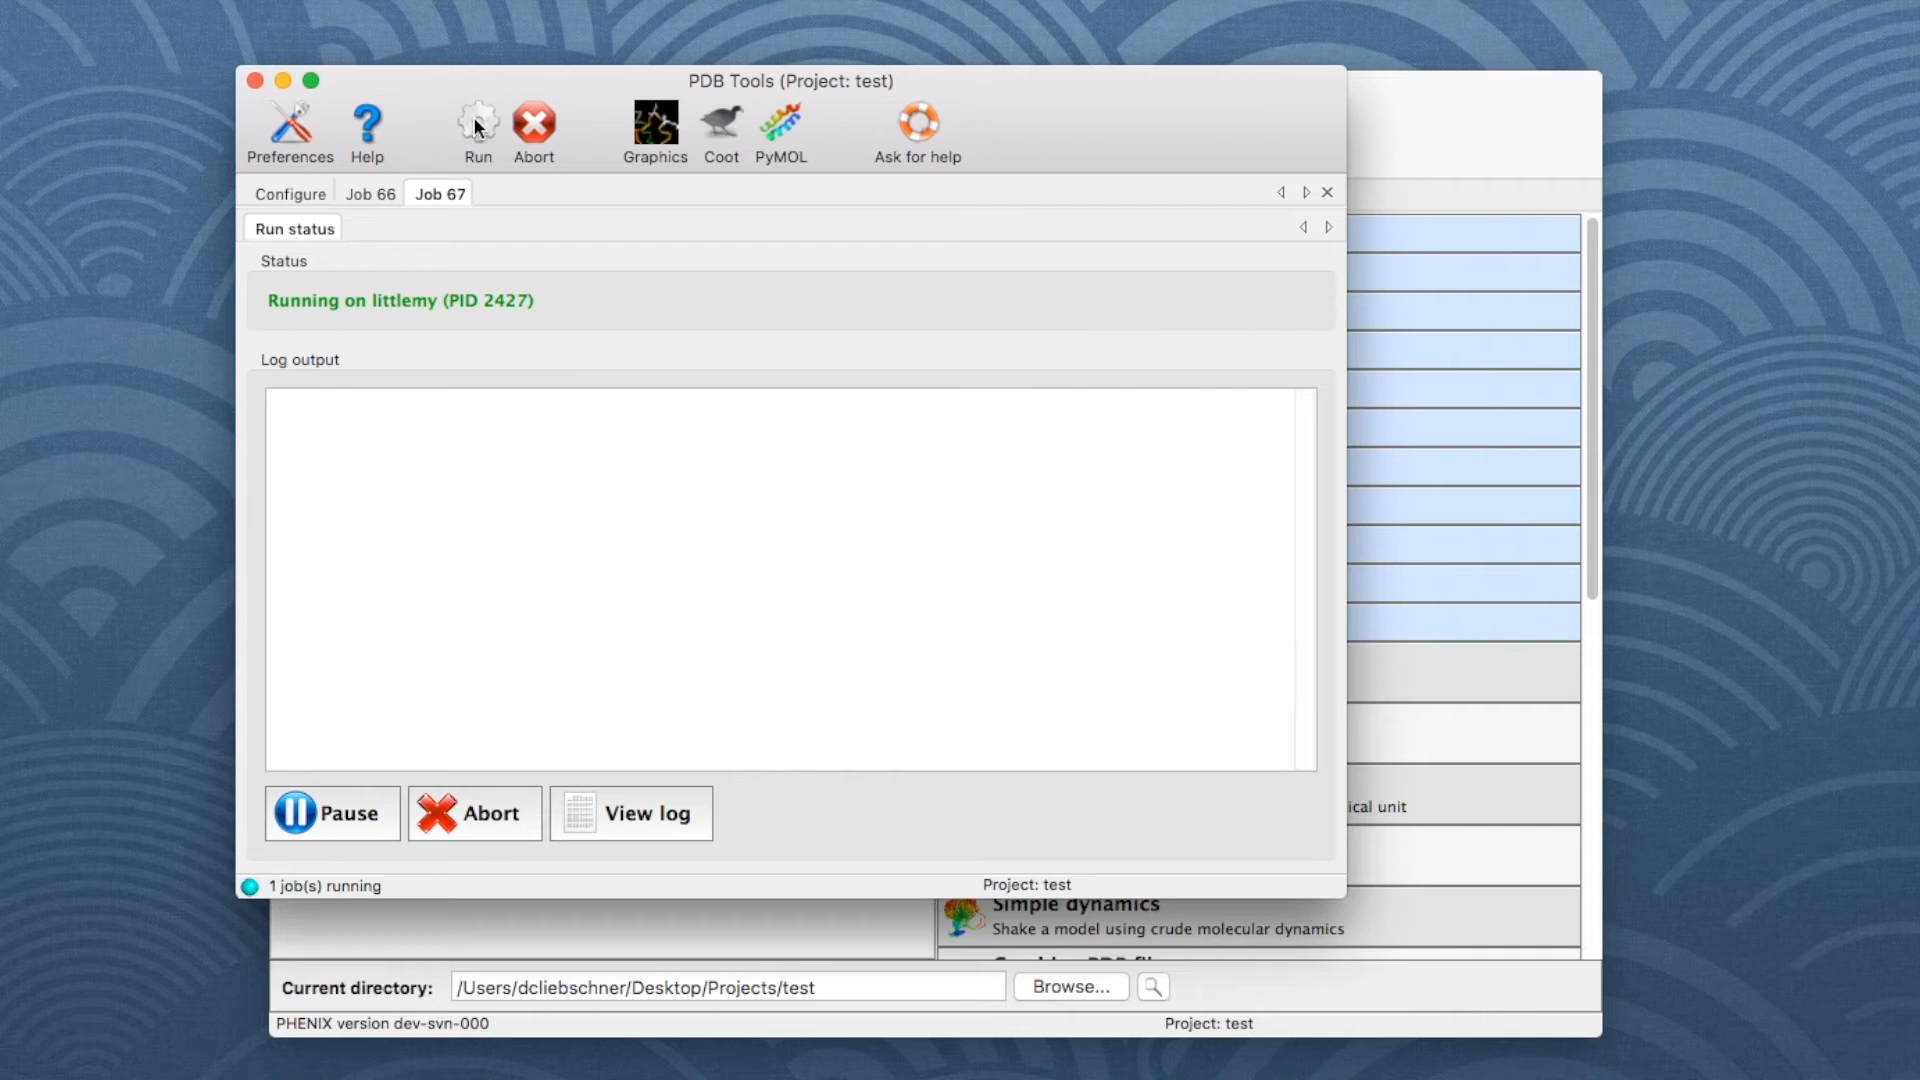 PDB Tools (Project: test)
Preferences Help Run Abort Graphics Coot PyMOL Ask for help
Configure Job 66 Job 67
Run status
Status
Running on littlemy (PID 2427)
Log output
Pause Abort View log
ical unit
1 job(s) running Project: test
Simple dynamics
Shake a model using crude molecular dynamics
Current directory: /Users/dcliebschner/Desktop/Projects/test Browse...
PHENIX version dev-svn-000 Project: test